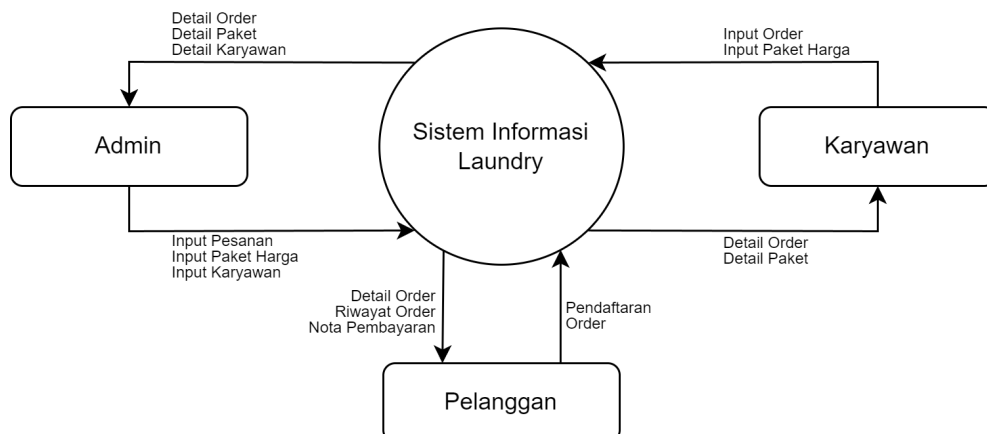 Detail Order
Detail Paket
Detail Karyawan
Input Order
Input Paket Harga
Admin
Sistem Informasi
Laundry
Karyawan
Input Pesanan
Input Paket Harga
Input Karyawan
Detail Order
Detail Paket
Detail Order
Riwayat Order
Nota Pembayaran
Pendaftaran
Order
Pelanggan